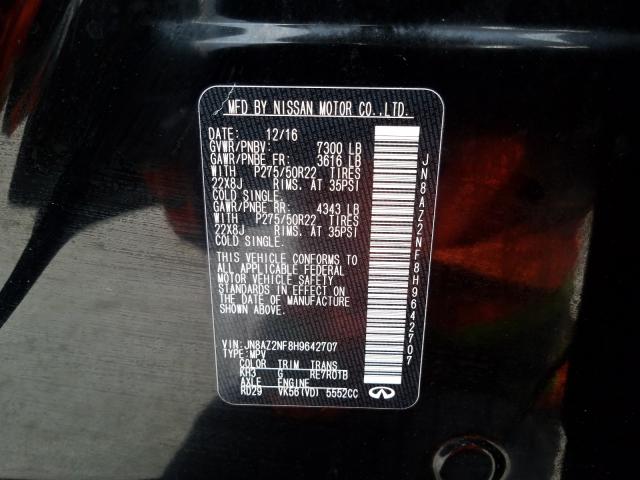 MFD BY NISSAN MOTOR CO.,LTD.
DATE: 12/16
GVWR/PNBV: 7300 LB
GAWR/PNBE FR: 3616 LB
WITH P275/50R22 TIRES
22X8J RIMS. AT 35PSI
COLD SINGLE.
GAWR/PNBE RR: 4343 LB
WITH P275/50R22 TIRES
22X8J RIMS. AT 35PSI
COLD SINGLE.
THIS VEHICLE CONFORMS TO
ALL APPLICABLE FEDERAL
MOTOR VEHICLE SAFETY
STANDARDS IN EFFECT ON
THE DATE OF MANUFACTURE
SHOWN ABOVE.
VIN:JN8AZ2NF8H9642707
TYPE:MPV
COLOR TRIM TRANS
KH3 G RE7R01B
AXLE ENGINE
RD29 VK56(VD) 5552CC
JN8AZ2NF8H9642707